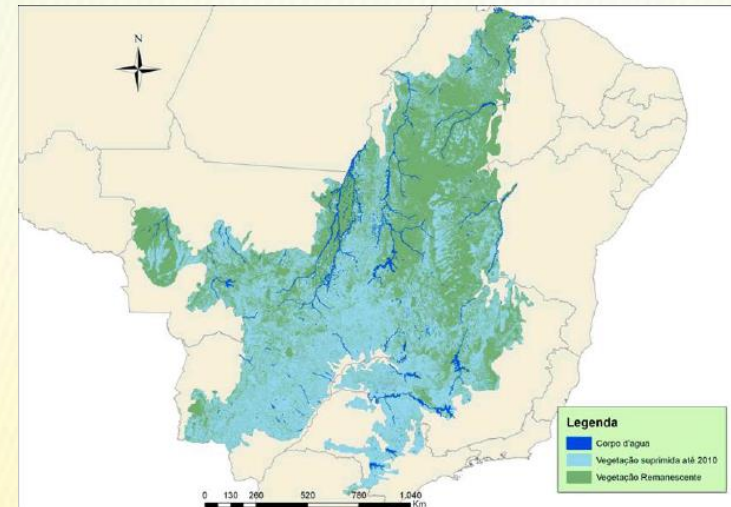 N
Legenda
Corpo d'agua
Vegetação suprimida até 2010
Vegetação Remanescente
0 130 260 520 780 1.040
Km